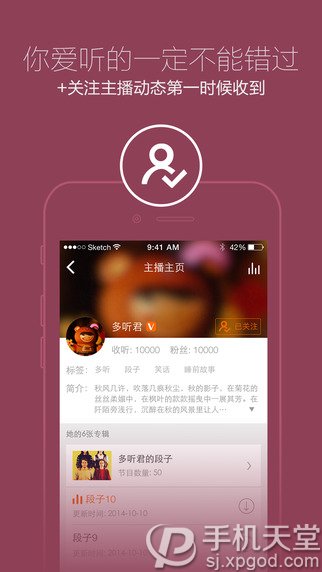 你爱听的一定不能错过
+关注主播动态第一时候收到
Sketch 9:41 AM 42%
主播主页
多听君 V 已关注
收听: 10000 粉丝: 10000
标签: 多听 段子 笑话 睡前故事
简介: 秋风几许，吹落几换秋尘，秋的影子，在菊花的
丝丝柔媚中，在枫叶的款款摇曳中一展其芳。在
阡陌旁浅行，沉醉在秋的风景里让人…
她的6张专辑
多听君的段子
节目数量: 50
段子10
更新时间: 2014-10-10
段子9
更新时间: 2014-10-10
手机天堂
sj.xpgod.com